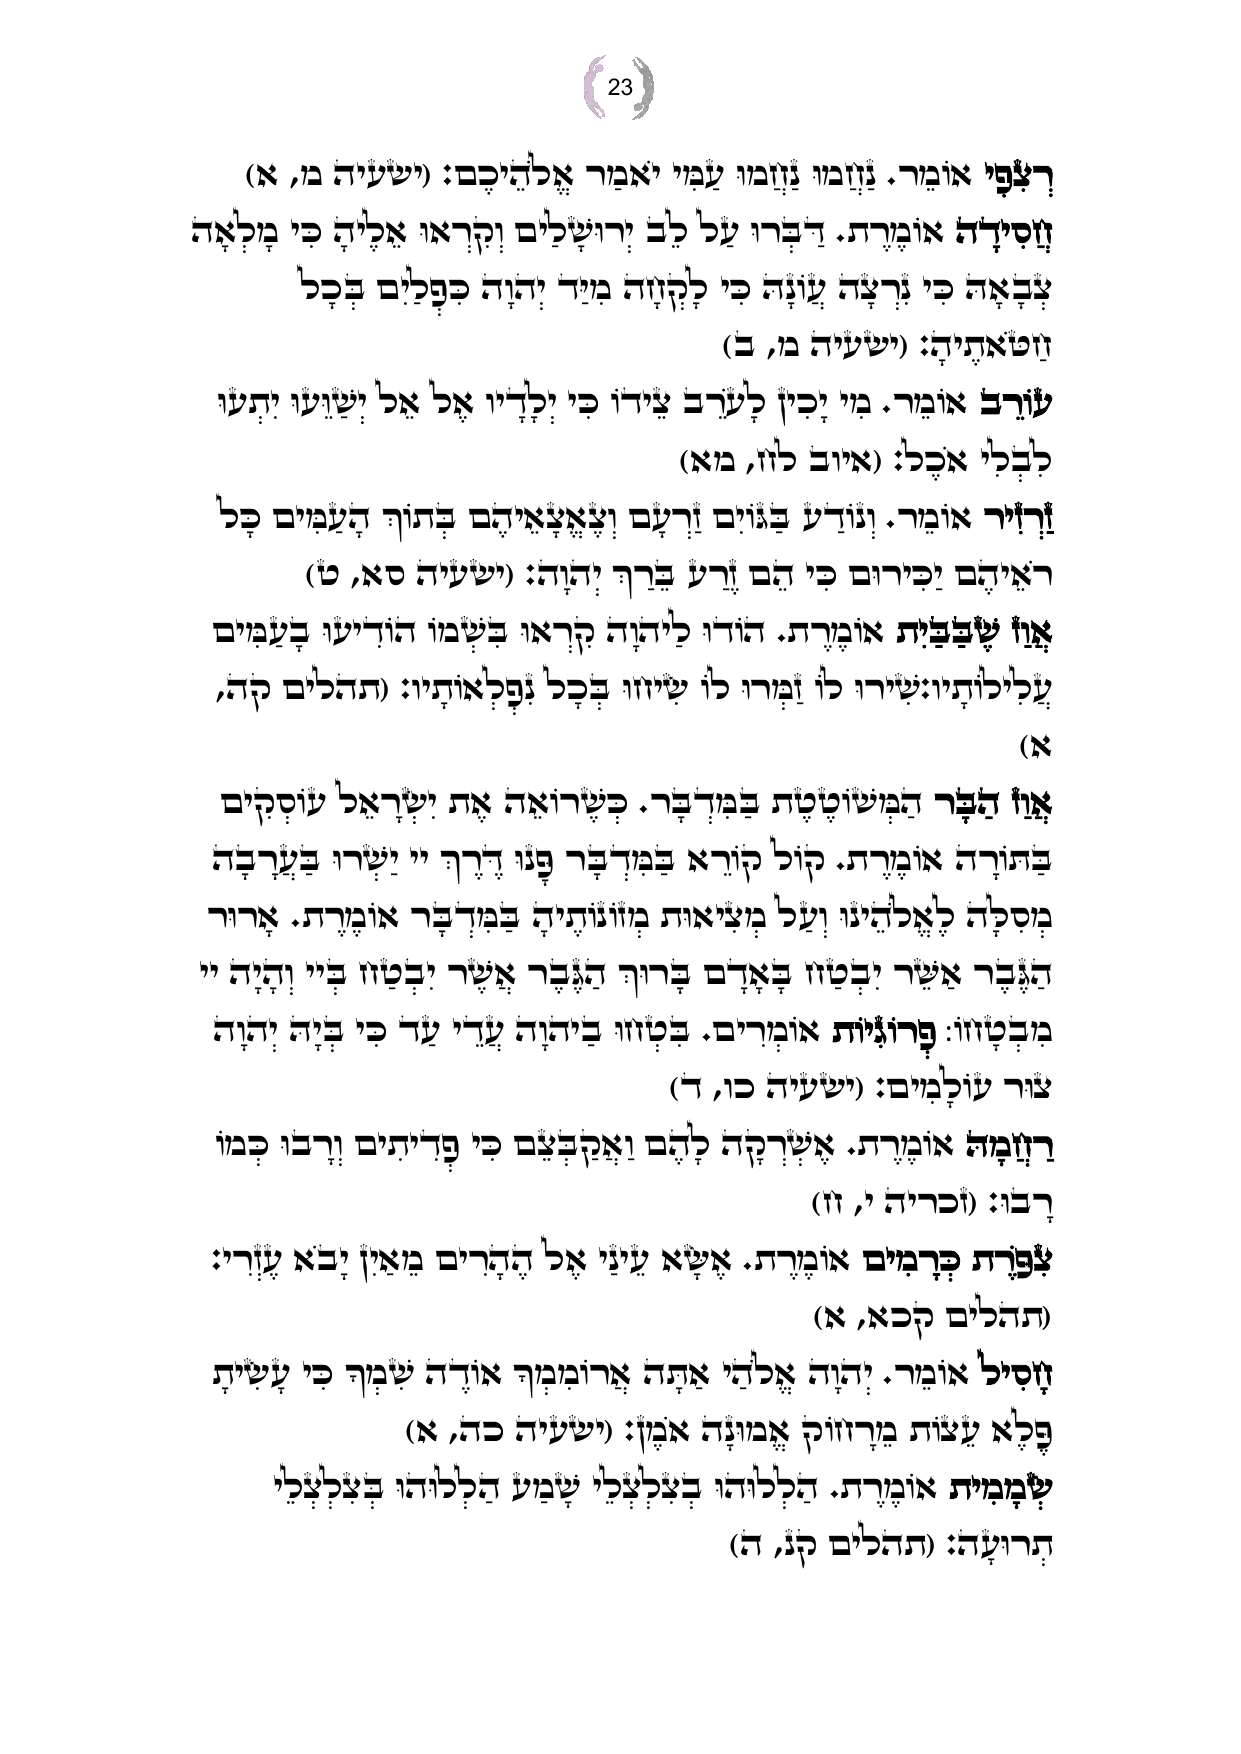 23
רְצִפִי אוֹמֵר. נַחֲמוּ נַחֲמוּ עַמִּי יֹאמַר אֱלֹהֵיכֶם: (ישעיה מ, א)
חֲסִידָה אוֹמֶרֶת. דַּבְּרוּ עַל לֵב יְרוּשָׁלִַים וְקִרְאוּ אֵלֶיהָ כִּי מָלְאָה
צְבָאָהּ כִּי נִרְצָה עֲוֹנָהּ כִּי לָקְחָה מִיַּד יְהוָה כִּפְלַיִם בְּכָל
חַטֹּאתֶיהָ: (ישעיה מ, ב)
עוֹרֵב אוֹמֵר. מִי יָכִין לָעֹרֵב צֵידוֹ כִּי יְלָדָיו אֶל אֵל יְשַׁוֵּעוּ יִתְעוּ
לִבְלִי אֹכֶל: (איוב לח, מא)
זַרְזִיר אוֹמֵר. וְנוֹדַע בַּגּוֹיִם זַרְעָם וְצֶאֱצָאֵיהֶם בְּתוֹךְ הָעַמִּים כָּל
רֹאֵיהֶם יַכִּירוּם כִּי הֵם זֶרַע בֵּרַךְ יְהוָה: (ישעיה סא, ט)
אֲוַז שֶׁבַּבַּיִת אוֹמֶרֶת. הוֹדוּ לַיהוָה קִרְאוּ בִּשְׁמוֹ הוֹדִיעוּ בָעַמִּים
עֲלִילוֹתָיו:שִׁירוּ לוֹ זַמְּרוּ לוֹ שִׂיחוּ בְּכָל נִפְלְאוֹתָיו: (תהלים קה,
א)
אֲוַז הַבָּר הַמְּשׁוֹטֶטֶת בַּמִּדְבָּר. כְּשֶׁרוֹאֵה אֶת יִשְׂרָאֵל עוֹסְקִים
בַּתּוֹרָה אוֹמֶרֶת. קוֹל קוֹרֵא בַּמִּדְבָּר פָּנוּ דֶּרֶךְ יי יַשְּׁרוּ בַּעֲרָבָה
מְסִלָּה לֶאֱלֹהֵינוּ וְעַל מְצִיאוּת מְזוֹנוֹתֶיהָ בַּמִּדְבָּר אוֹמֶרֶת. אָרוּר
הַגֶּבֶר אַשֵּׁר יִבְטַח בָּאָדָם בָּרוּךְ הַגֶּבֶר אֲשֶׁר יִבְטַח בְּיי וְהָיָה יי
מִבְטָחוֹ: פְרוֹגִיּוֹת אוֹמְרִים. בִּטְחוּ בַיהוָה עֲדֵי עַד כִּי בְּיָהּ יְהוָה
צוּר עוֹלָמִים: (ישעיה כו, ד)
רַחֲמָה אוֹמֶרֶת. אֶשְׁרְקָה לָהֶם וַאֲקַבְּצֵם כִּי פְדִיתִים וְרָבוּ כְּמוֹ
רָבוּ: (זכריה י, ח)
צִפֹּרֶת כְּרָמִים אוֹמֶרֶת. אֶשָּׂא עֵינַי אֶל הֶהָרִים מֵאַיִן יָבֹא עֶזְרִי:
(תהלים קכא, א)
חָסִיל אוֹמֵר. יְהוָה אֱלֹהַי אַתָּה אֲרוֹמִמְךָ אוֹדֶה שִׁמְךָ כִּי עָשִׂיתָ
פֶּלֶא עֵצוֹת מֵרָחוֹק אֱמוּנָה אֹמֶן: (ישעיה כה, א)
שְׂמָמִית אוֹמֶרֶת. הַלְלוּהוּ בְצִלְצְלֵי שָׁמַע הַלְלוּהוּ בְּצִלְצְלֵי
תְרוּעָה: (תהלים קנ, ה)